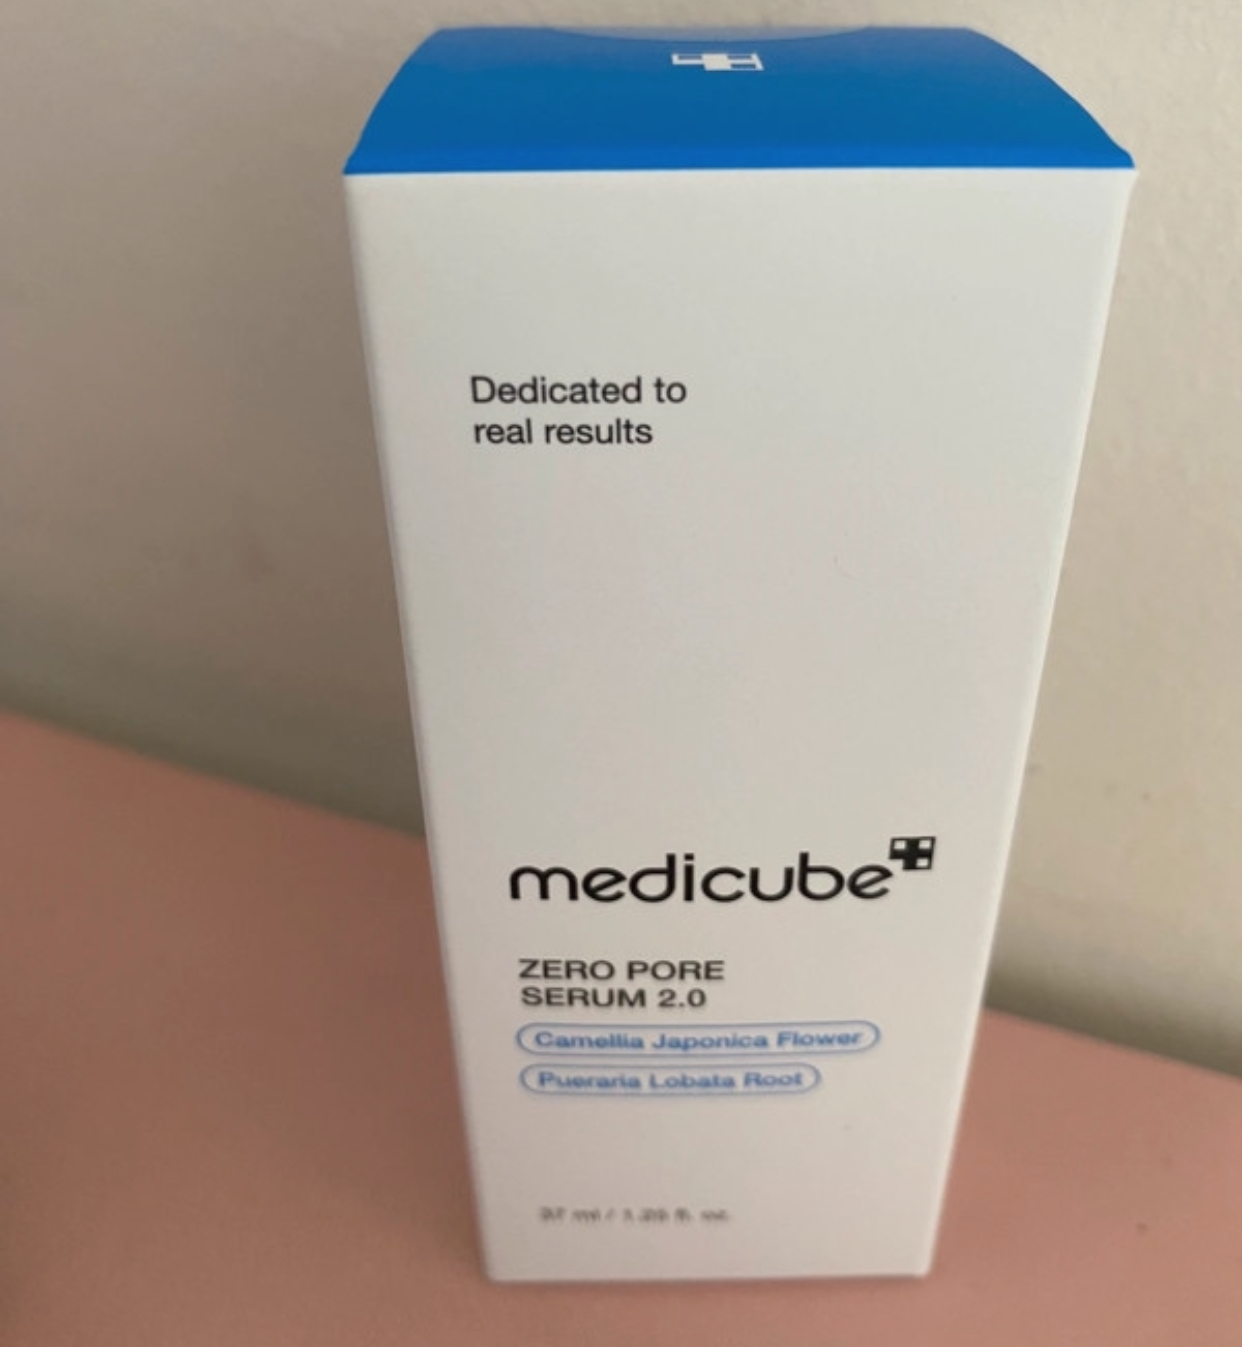 Dedicated to
real results
medicube
ZERO PORE
SERUM 2.0
Camellia Japonica Flower
Pueraria Lobata Root